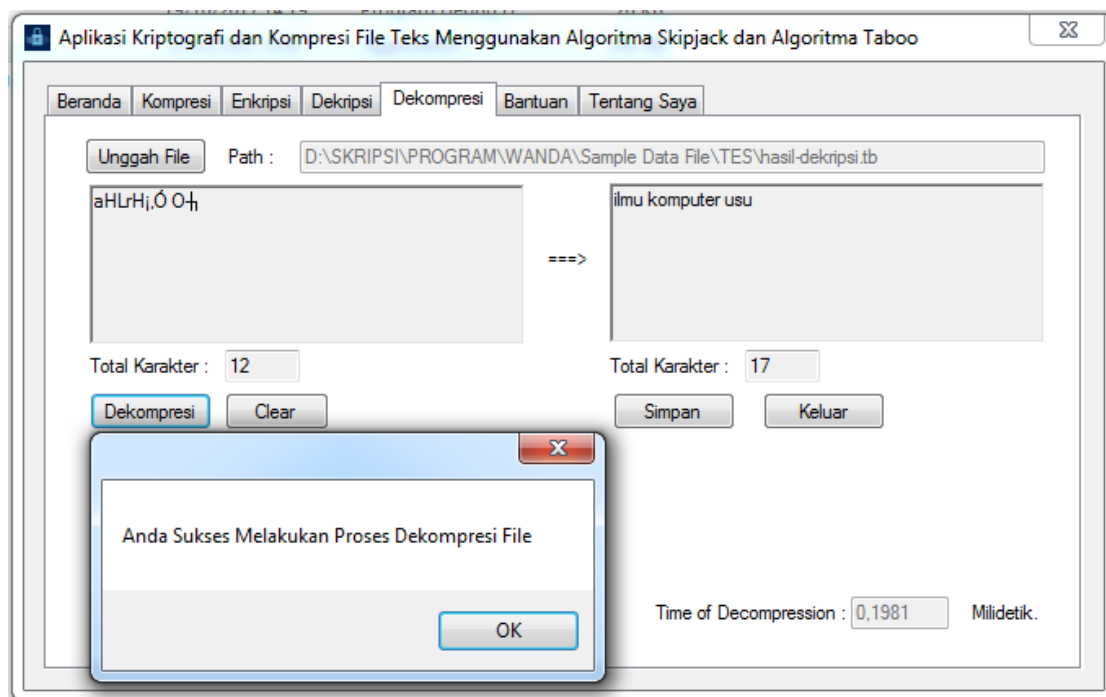 Aplikasi Kriptografi dan Kompresi File Teks Menggunakan Algoritma Skipjack dan Algoritma Taboo
Beranda Kompresi Enkripsi Dekripsi Dekompresi Bantuan Tentang Saya
Unggah File Path : D:\SKRIPSI\PROGRAM\WANDA\Sample Data File\TES\hasil-dekripsi.tb
ilmu komputer usu
===>
Total Karakter : 12 Total Karakter : 17
Dekompresi Clear Simpan Keluar
Anda Sukses Melakukan Proses Dekompresi File
OK
Time of Decompression : 0,1981 Milidetik.